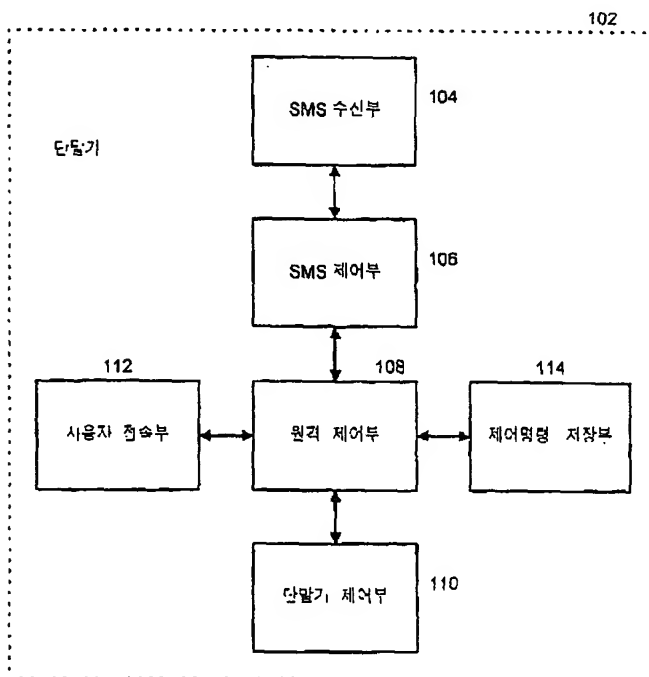 102
SMS 수신부
104
단말기
SMS 제어부
106
112
108
114
사용자 접속부
원격 제어부
제어명령 저장부
단말기 제어부
110